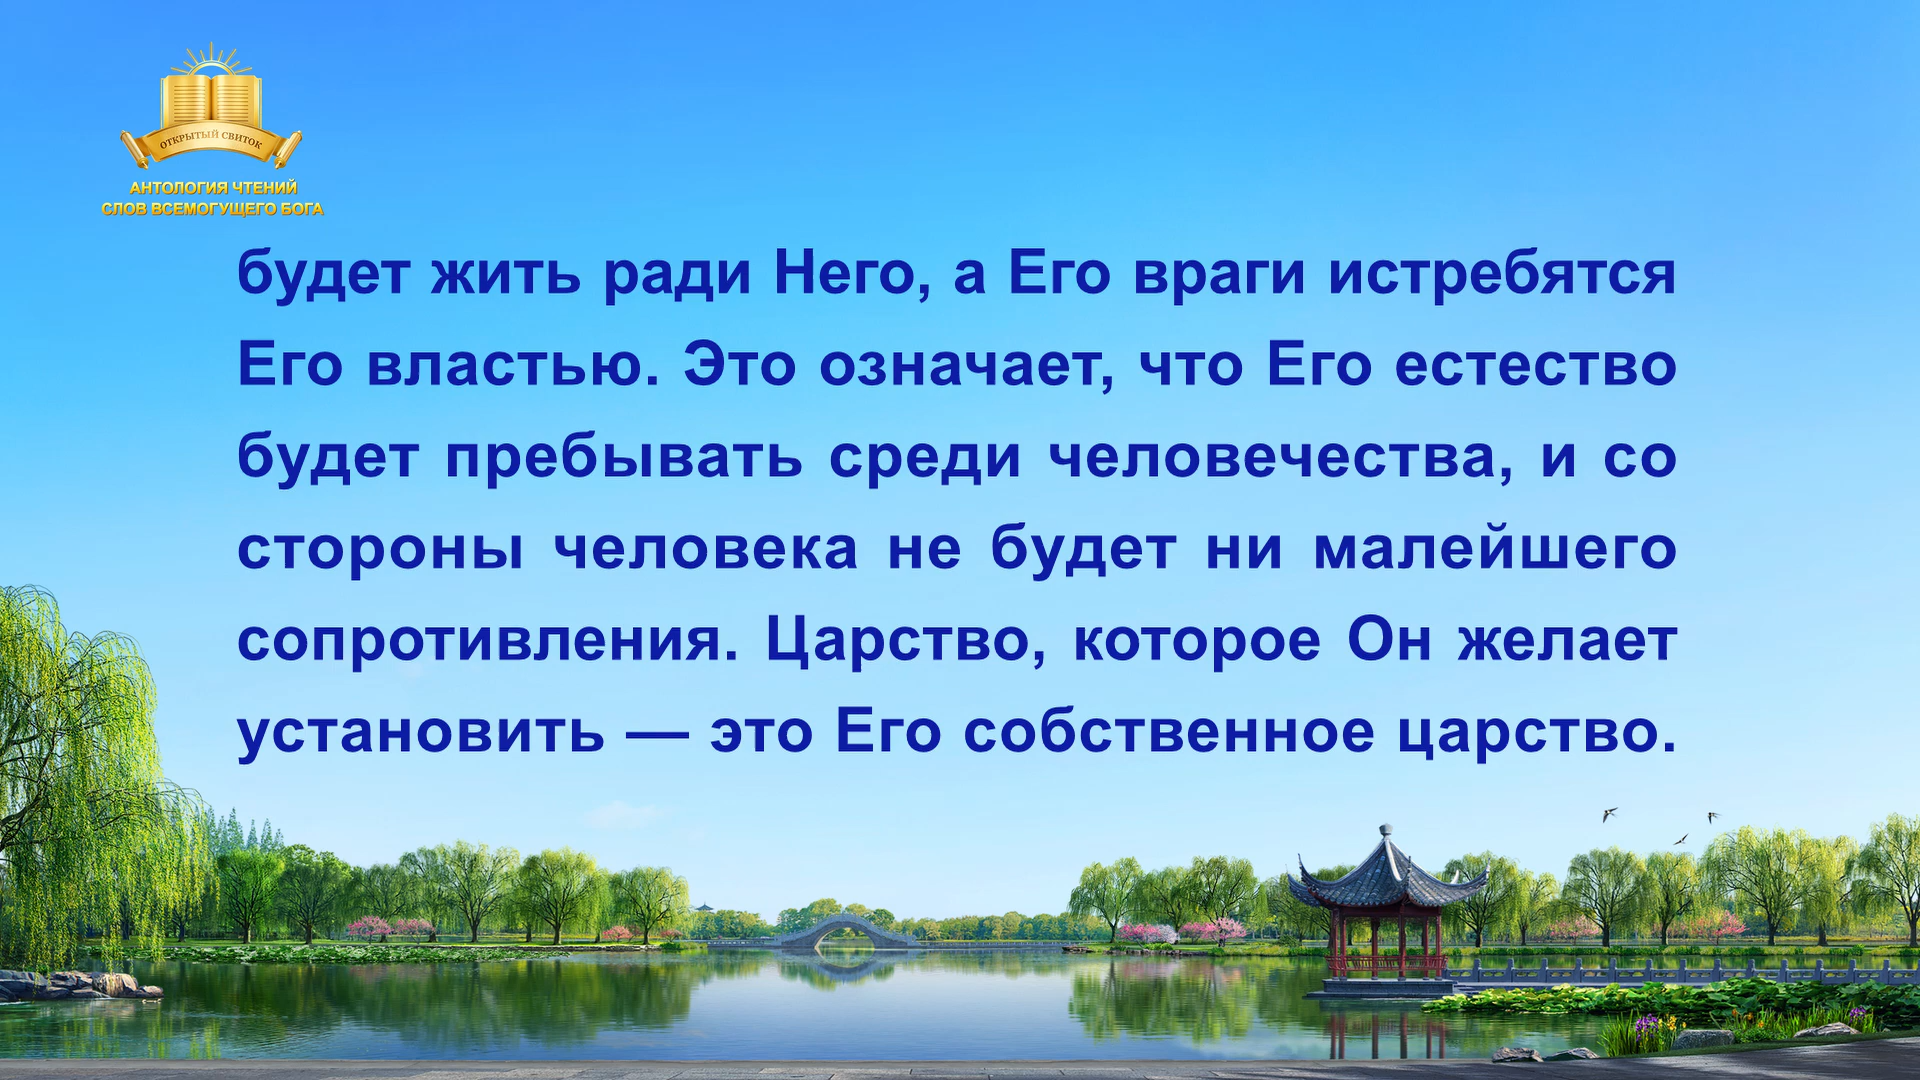 ОТКРЫТЫЙ СВИТОК
АНТОЛОГИЯ ЧТЕНИЙ
СЛОВ ВСЕМОГУЩЕГО БОГА
будет жить ради Него, а Его враги истребятся
Его властью. Это означает, что Его естество
будет пребывать среди человечества, и со
стороны человека не будет ни малейшего
сопротивления. Царство, которое Он желает
установить — это Его собственное царство.